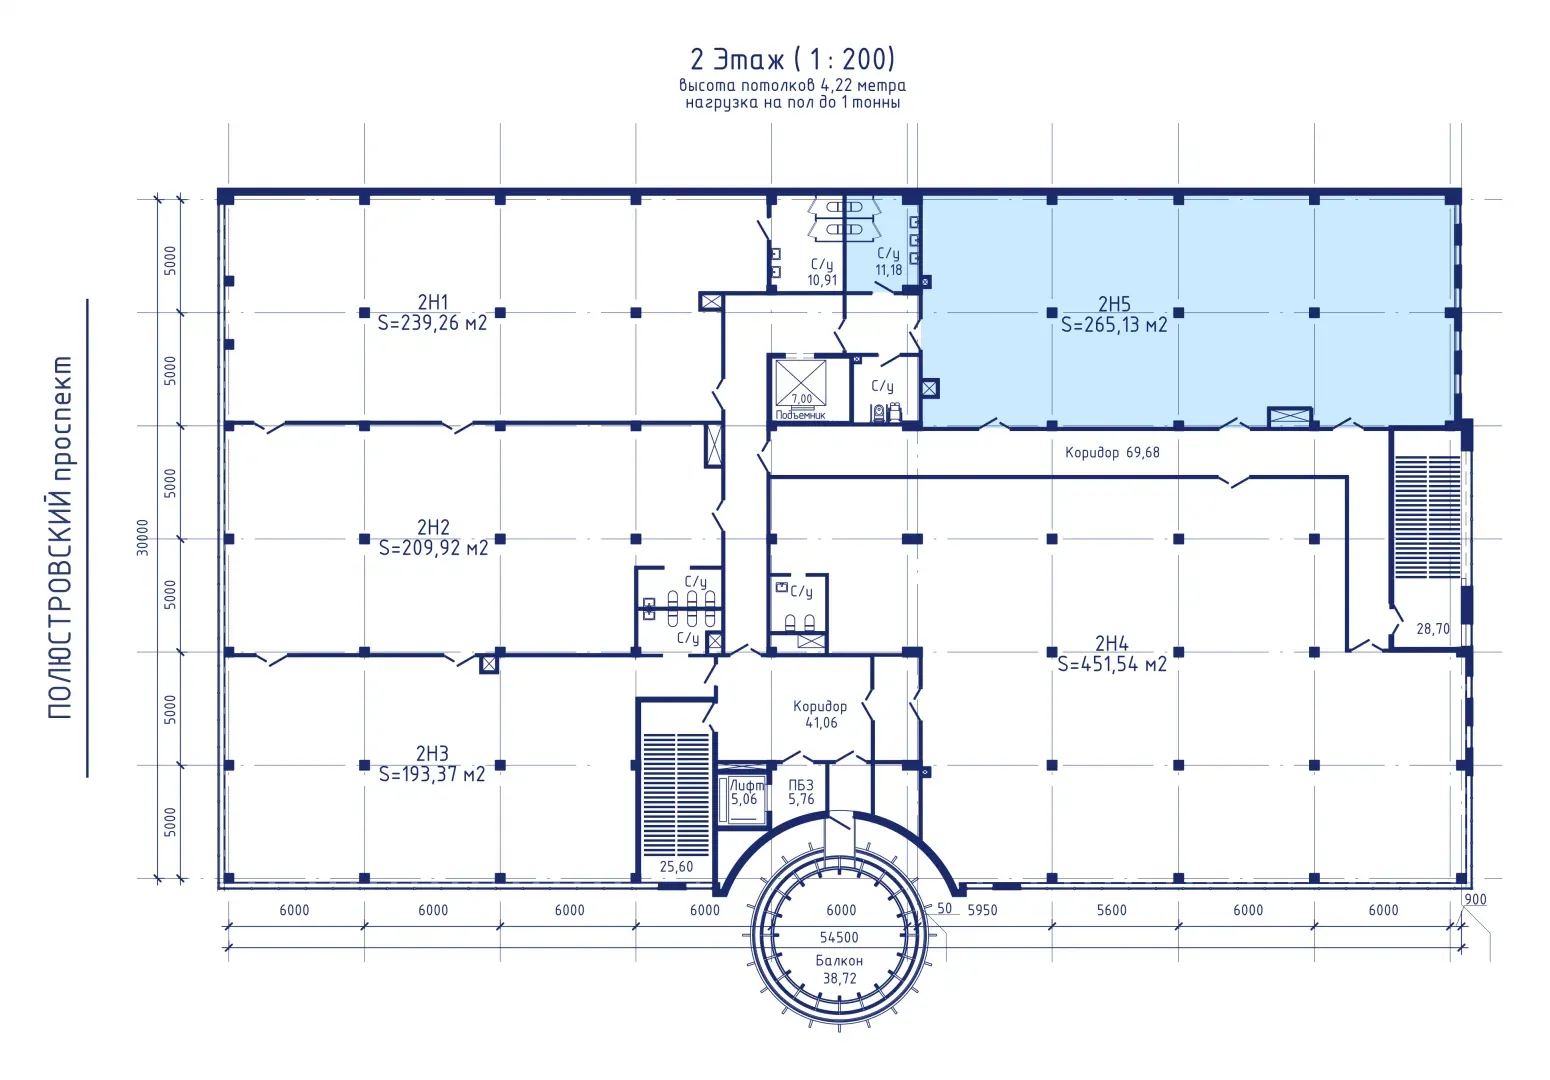 2 Этаж ( 1 : 200)
высота потолков 4,22 метра
нагрузка на пол до 1 тонны
ПОЛЮСТРОВСКИЙ проспект
30000
5000
5000
5000
5000
5000
5000
2Н1
S=239,26 м2
С/у
10,91
С/у
11,18
2Н5
S=265,13 м2
7,00
Подъемник
С/у
Коридор 69,68
2Н2
S=209,92 м2
С/у
С/у
С/у
28,70
2Н4
S=451,54 м2
Коридор
41,06
2Н3
S=193,37 м2
Лифт
5,06
ПБЗ
5,76
25,60
6000
6000
6000
6000
6000
50
5950
5600
6000
6000
900
54500
Балкон
38,72